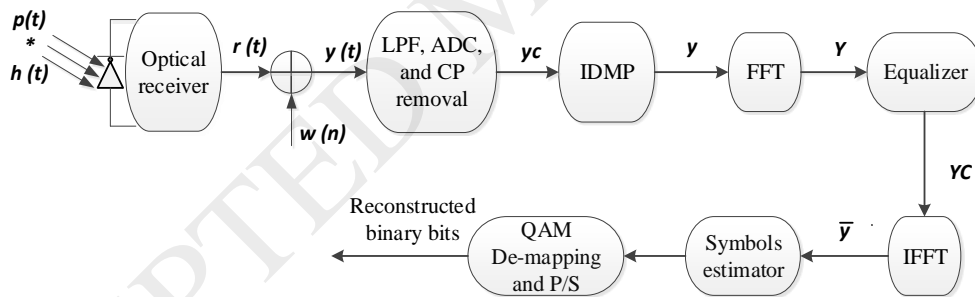 p(t)
*
h (t)
Optical
receiver
r (t)
w (n)
y (t)
LPF, ADC,
and CP
removal
yc
IDMP
y
FFT
Y
Equalizer
YC
IFFT
y̅
Symbols
estimator
QAM
De-mapping
and P/S
Reconstructed
binary bits
PTED M